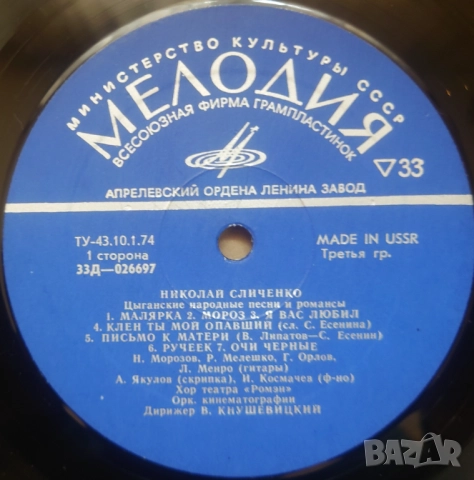 МИНИСТЕРСТВО КУЛЬТУРЫ СССР
МЕЛОДИЯ
ВСЕСОЮЗНАЯ ФИРМА ГРАМПЛАСТИНОК
▽33
АПРЕЛЕВСКИЙ ОРДЕНА ЛЕНИНА ЗАВОД
ТУ-43.10.1.74 MADE IN USSR
1 сторона Третья гр.
33Д—026697
НИКОЛАЙ СЛИЧЕНКО
Цыганские народные песни и романсы
1. МАЛЯРКА 2. МОРОЗ 3. Я ВАС ЛЮБИЛ
4. КЛЕН ТЫ МОЙ ОПАВШИЙ (сл. С. Есенина)
5. ПИСЬМО К МАТЕРИ (В. Липатов—С. Есенин)
6. РУЧЕЕК 7. ОЧИ ЧЕРНЫЕ
Н. Морозов, Р. Мелешко, Г. Орлов,
Л. Менро (гитары)
А. Якулов (скрипка), И. Космачев (ф-но)
Хор театра «Ромэн»
Орк. кинематографии
Дирижер В. КНУШЕВИЦКИЙ
BAZAR.bg